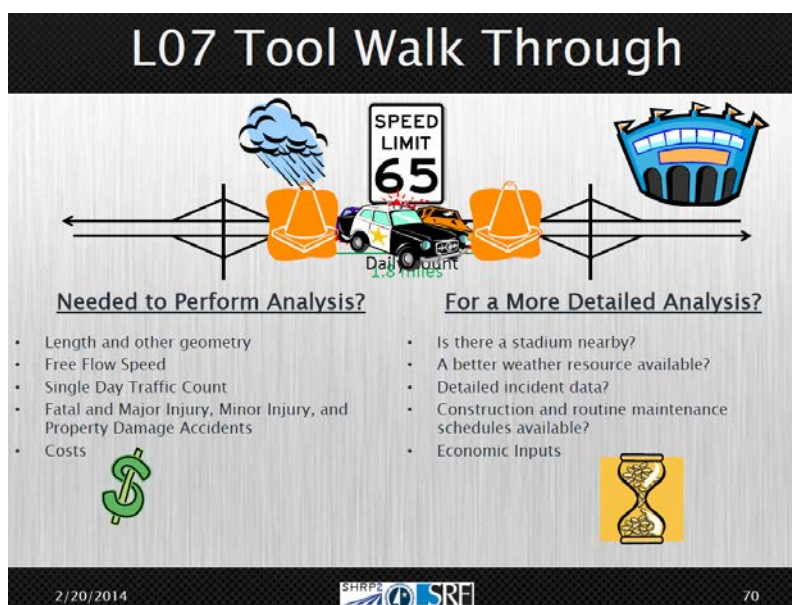 L07 Tool Walk Through
SPEED
LIMIT
65
1.8 miles
Needed to Perform Analysis?
• Length and other geometry
• Free Flow Speed
• Single Day Traffic Count
• Fatal and Major Injury, Minor Injury, and
Property Damage Accidents
• Costs
For a More Detailed Analysis?
• Is there a stadium nearby?
• A better weather resource available?
• Detailed incident data?
• Construction and routine maintenance
schedules available?
• Economic Inputs
2/20/2014
SHRP2
SRF
70